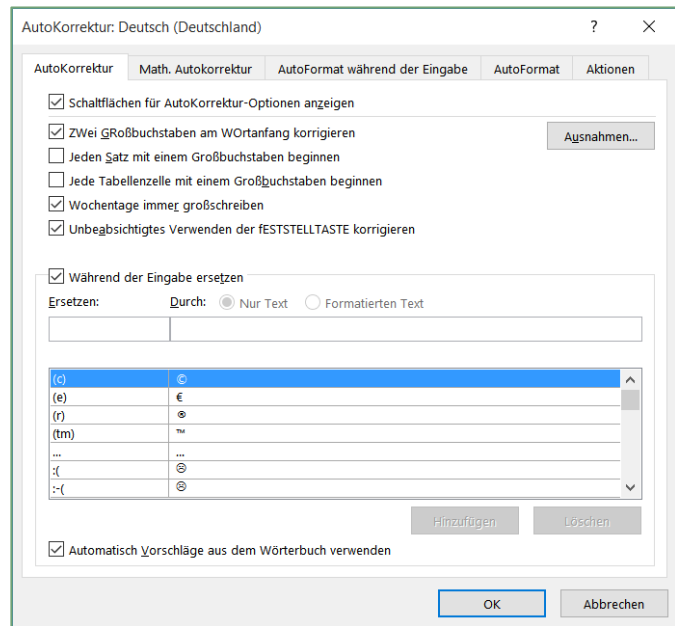 AutoKorrektur: Deutsch (Deutschland) ? ×
AutoKorrektur Math. Autokorrektur AutoFormat während der Eingabe AutoFormat Aktionen
Schaltflächen für AutoKorrektur-Optionen anzeigen
ZWei GRoßbuchstaben am WOrtanfang korrigieren
Ausnahmen...
Jeden Satz mit einem Großbuchstaben beginnen
Jede Tabellenzelle mit einem Großbuchstaben beginnen
Wochentage immer großschreiben
Unbeabsichtigtes Verwenden der fESTSTELLTASTE korrigieren
Während der Eingabe ersetzen
Ersetzen: Durch: Nur Text Formatierten Text
(c) ©
(e) €
(r) ®
(tm) ™
... ...
:( ☹
:-( ☹
Hinzufügen Löschen
Automatisch Vorschläge aus dem Wörterbuch verwenden
OK Abbrechen